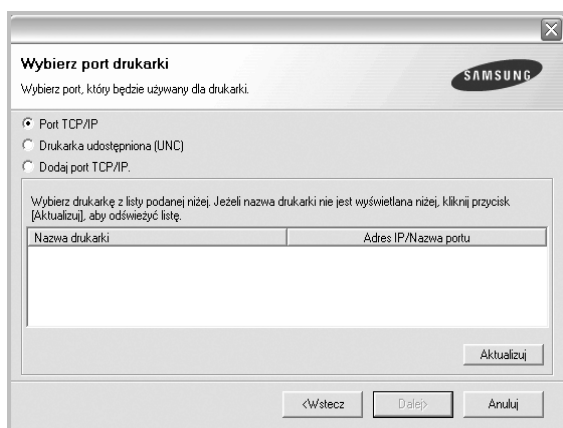 Wybierz port drukarki
Wybierz port, który będzie używany dla drukarki.
SAMSUNG
Port TCP/IP
Drukarka udostępniona (UNC)
Dodaj port TCP/IP.
Wybierz drukarkę z listy podanej niżej. Jeżeli nazwa drukarki nie jest wyświetlana niżej, kliknij przycisk
[Aktualizuj], aby odświeżyć listę.
Nazwa drukarki Adres IP/Nazwa portu
Aktualizuj
<Wstecz Dalej> Anuluj